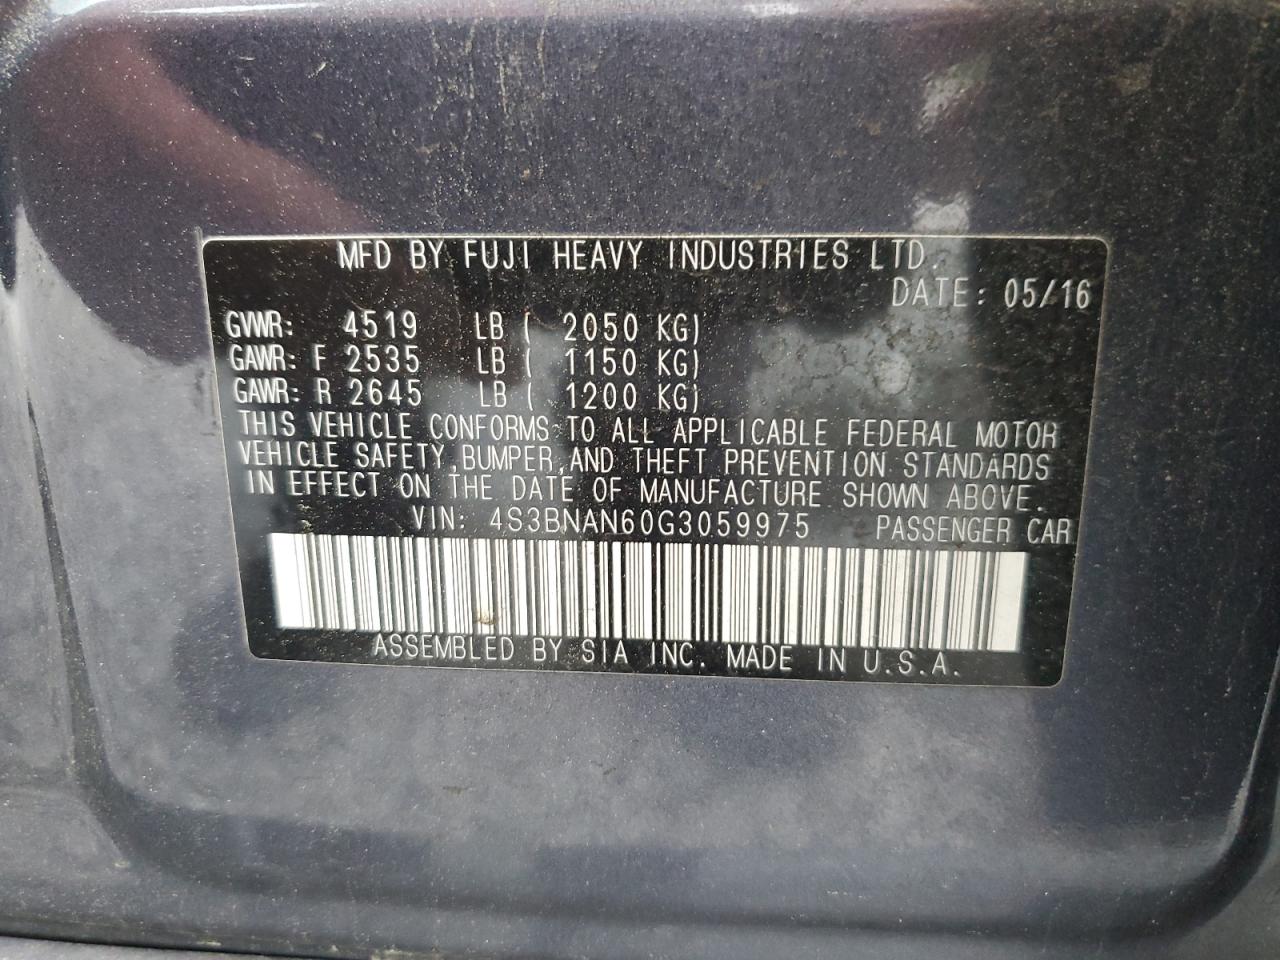 MFD BY FUJI HEAVY INDUSTRIES LTD.
DATE: 05/16
GVWR: 4519 LB ( 2050 KG)
GAWR: F 2535 LB ( 1150 KG)
GAWR: R 2645 LB ( 1200 KG)
THIS VEHICLE CONFORMS TO ALL APPLICABLE FEDERAL MOTOR
VEHICLE SAFETY,BUMPER,AND THEFT PREVENTION STANDARDS
IN EFFECT ON THE DATE OF MANUFACTURE SHOWN ABOVE.
VIN: 4S3BNAN60G3059975 PASSENGER CAR
ASSEMBLED BY SIA INC. MADE IN U.S.A.